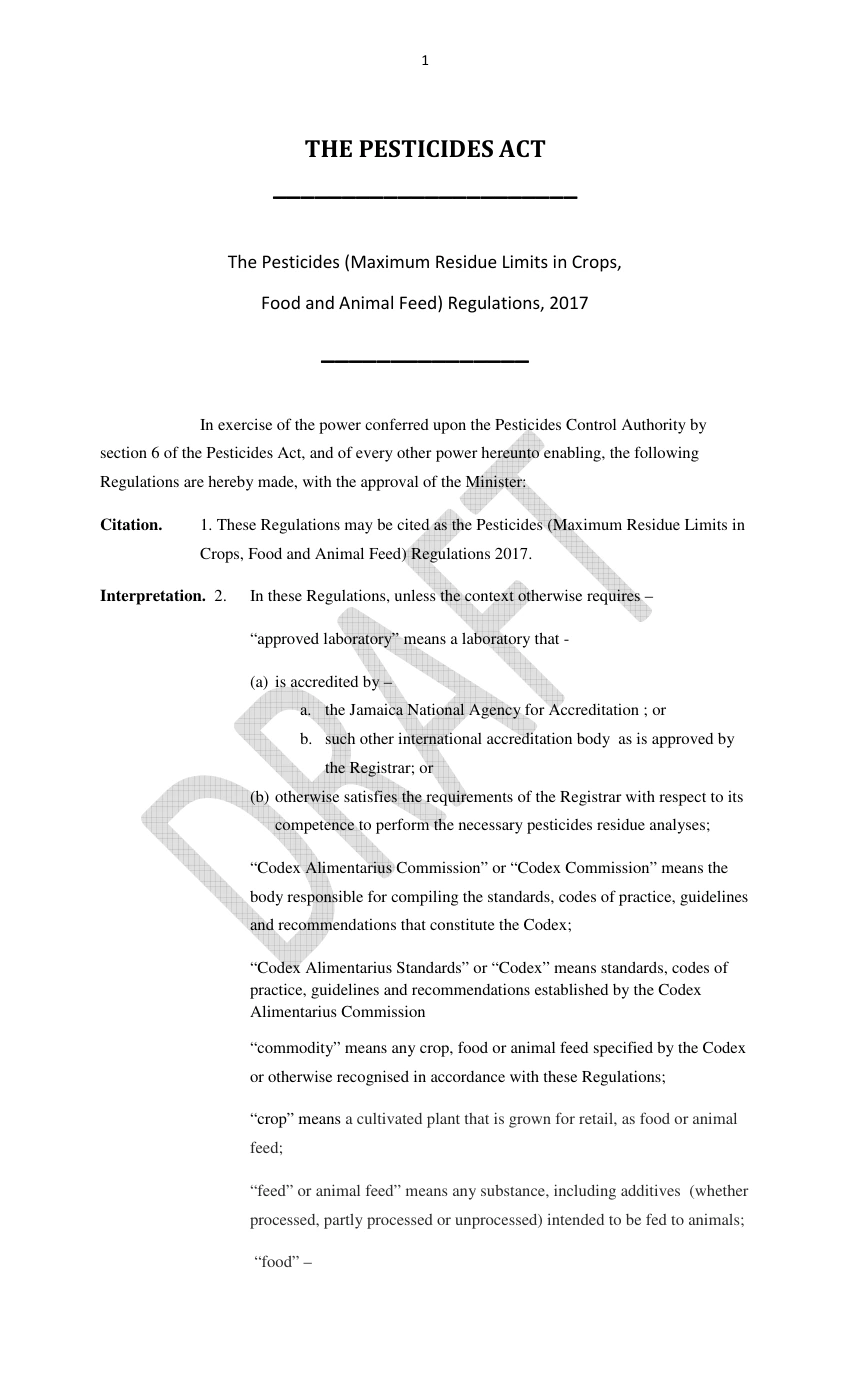 1
THE PESTICIDES ACT
The Pesticides (Maximum Residue Limits in Crops,
Food and Animal Feed) Regulations, 2017
In exercise of the power conferred upon the Pesticides Control Authority by
section 6 of the Pesticides Act, and of every other power hereunto enabling, the following
Regulations are hereby made, with the approval of the Minister:
Citation. 1. These Regulations may be cited as the Pesticides (Maximum Residue Limits in
Crops, Food and Animal Feed) Regulations 2017.
Interpretation. 2. In these Regulations, unless the context otherwise requires –
“approved laboratory” means a laboratory that -
(a) is accredited by –
a. the Jamaica National Agency for Accreditation ; or
b. such other international accreditation body  as is approved by
the Registrar; or
(b) otherwise satisfies the requirements of the Registrar with respect to its
competence to perform the necessary pesticides residue analyses;
“Codex Alimentarius Commission” or “Codex Commission” means the
body responsible for compiling the standards, codes of practice, guidelines
and recommendations that constitute the Codex;
“Codex Alimentarius Standards” or “Codex” means standards, codes of
practice, guidelines and recommendations established by the Codex
Alimentarius Commission
“commodity” means any crop, food or animal feed specified by the Codex
or otherwise recognised in accordance with these Regulations;
“crop” means a cultivated plant that is grown for retail, as food or animal
feed;
“feed” or animal feed” means any substance, including additives  (whether
processed, partly processed or unprocessed) intended to be fed to animals;
“food” –
DRAFT